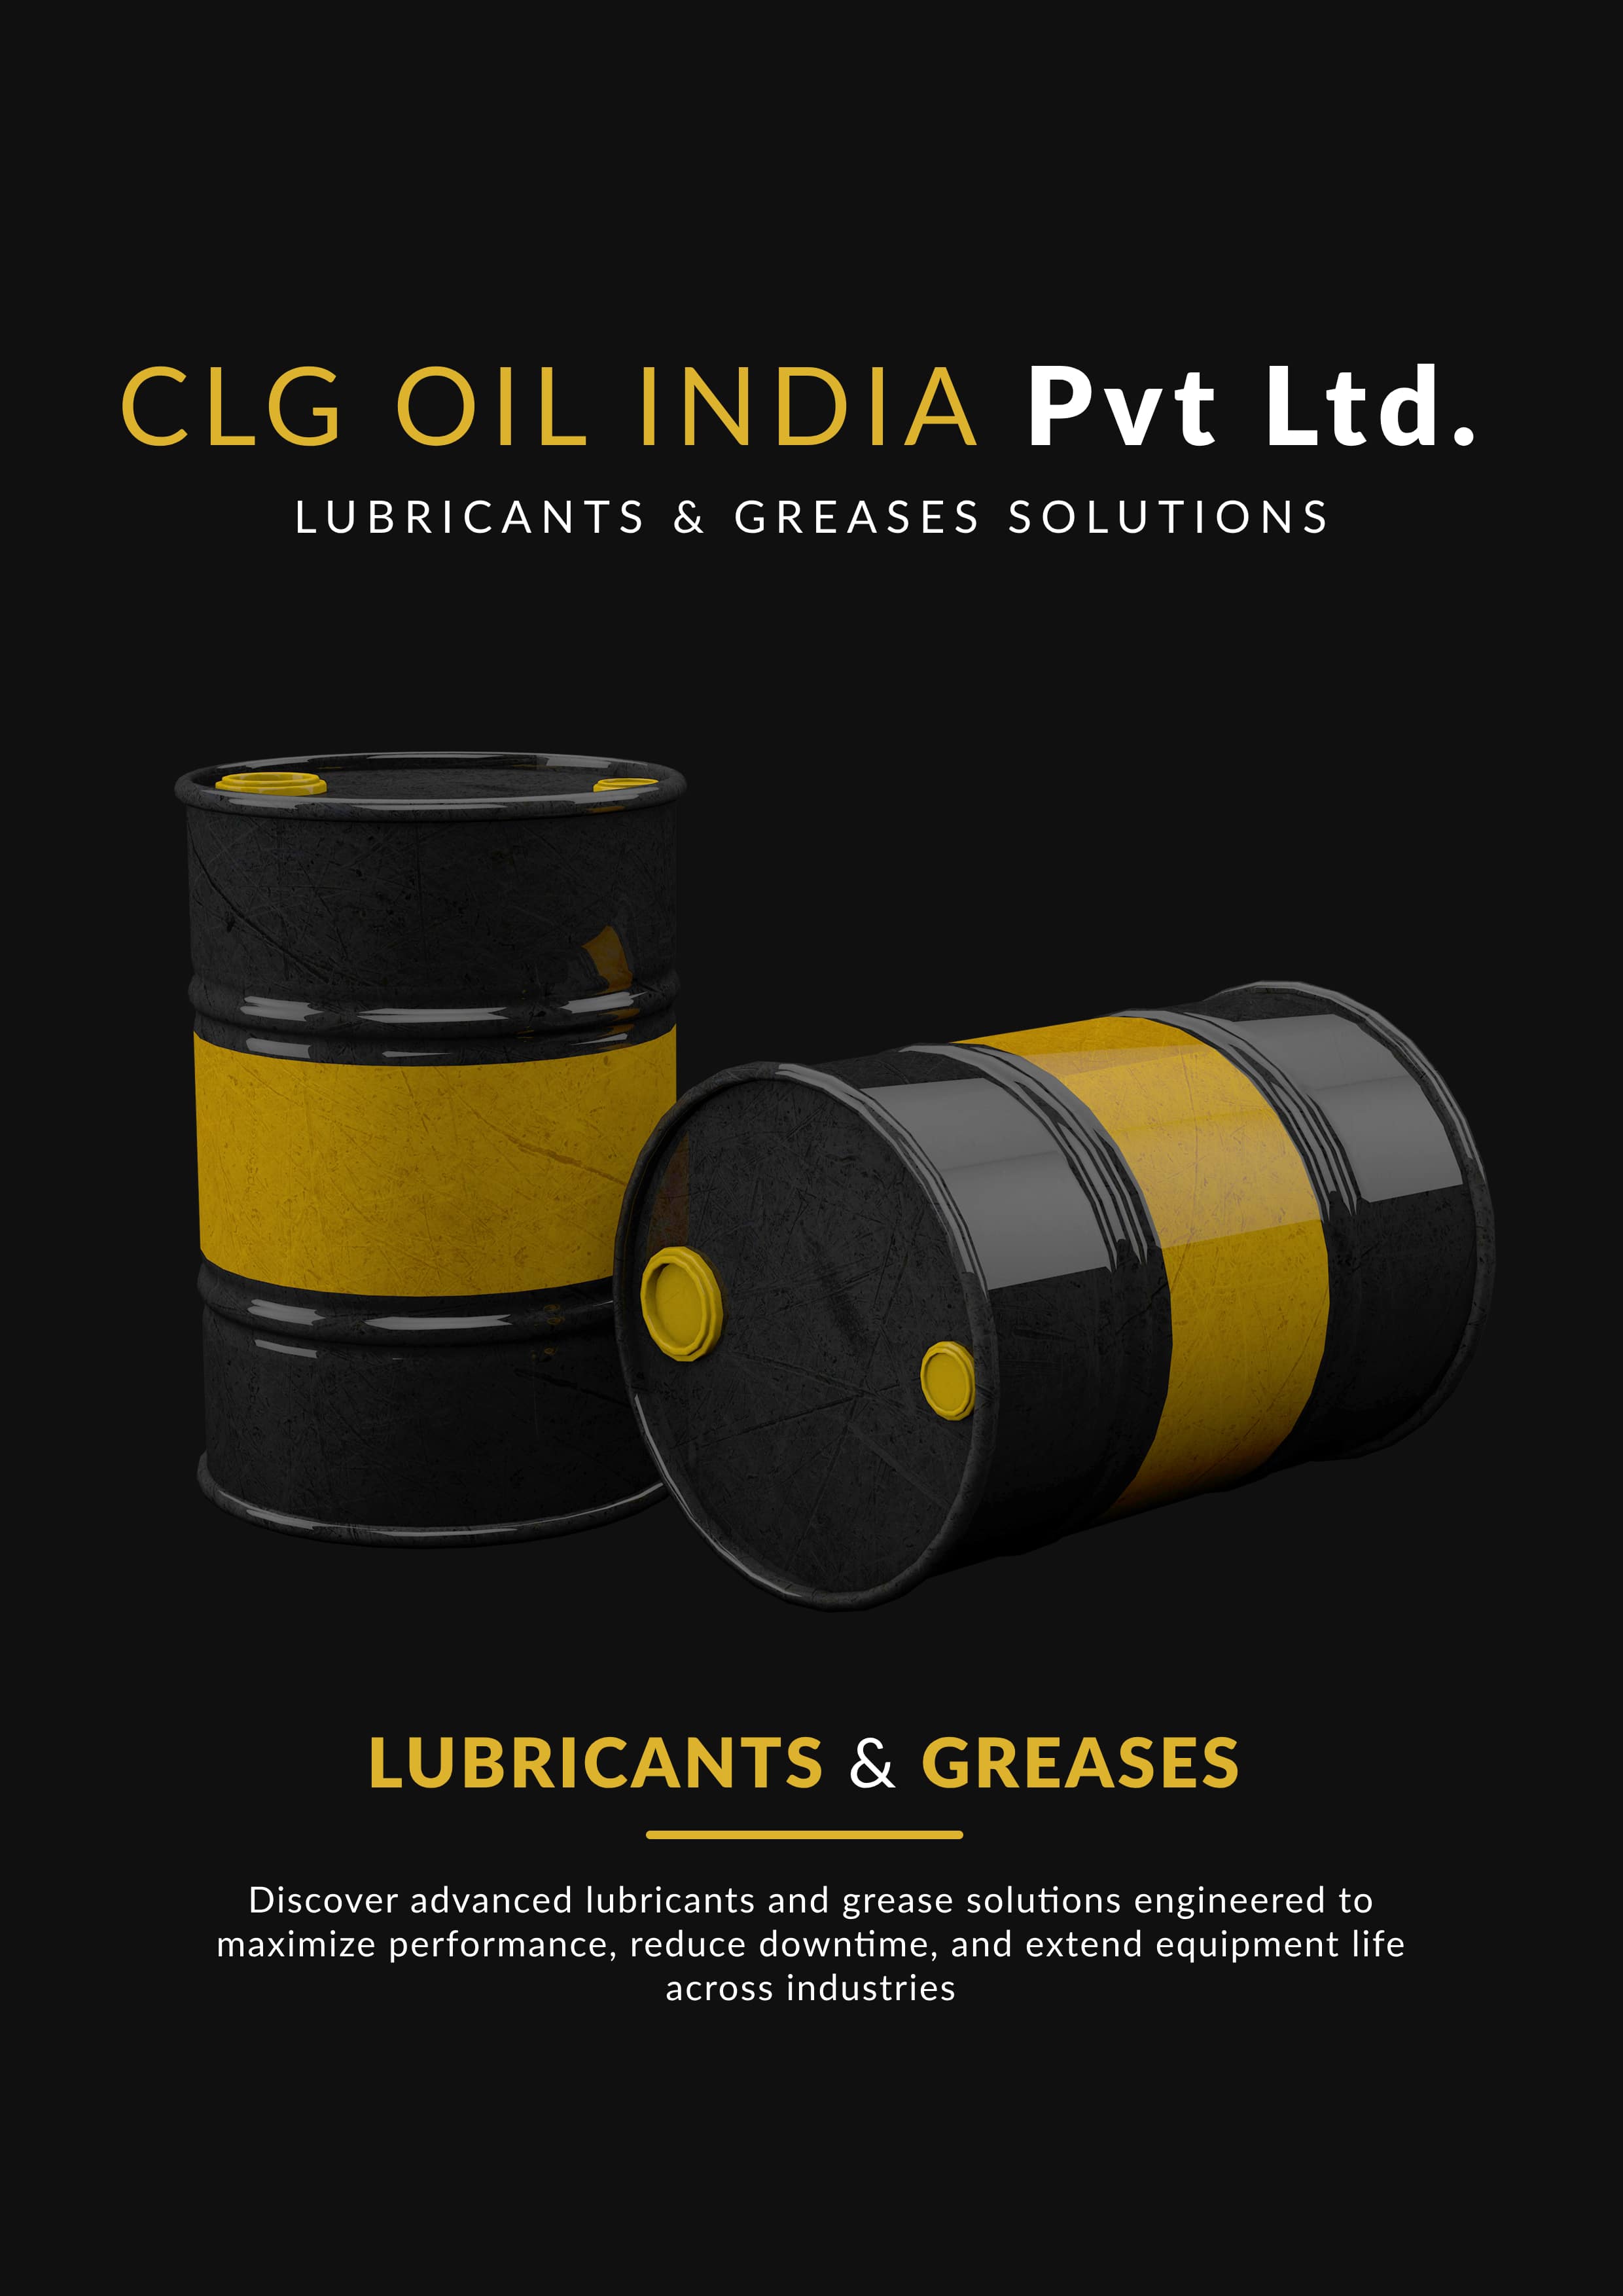 CLG OIL INDIA Pvt Ltd.
LUBRICANTS & GREASES SOLUTIONS
LUBRICANTS & GREASES
Discover advanced lubricants and grease solutions engineered to
maximize performance, reduce downtime, and extend equipment life
across industries